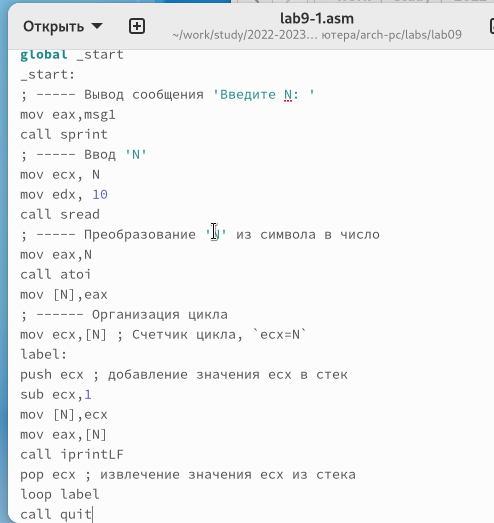 Открыть
lab9-1.asm
~/work/study/2022-2023... ютера/arch-pc/labs/lab09
global _start
_start:
; ----- Вывод сообщения 'Введите N: '
mov eax,msg1
call sprint
; ----- Ввод 'N'
mov ecx, N
mov edx, 10
call sread
; ----- Преобразование 'N' из символа в число
mov eax,N
call atoi
mov [N],eax
; ------ Организация цикла
mov ecx,[N] ; Счетчик цикла, `ecx=N`
label:
push ecx ; добавление значения ecx в стек
sub ecx,1
mov [N],ecx
mov eax,[N]
call iprintLF
pop ecx ; извлечение значения ecx из стека
loop label
call quit